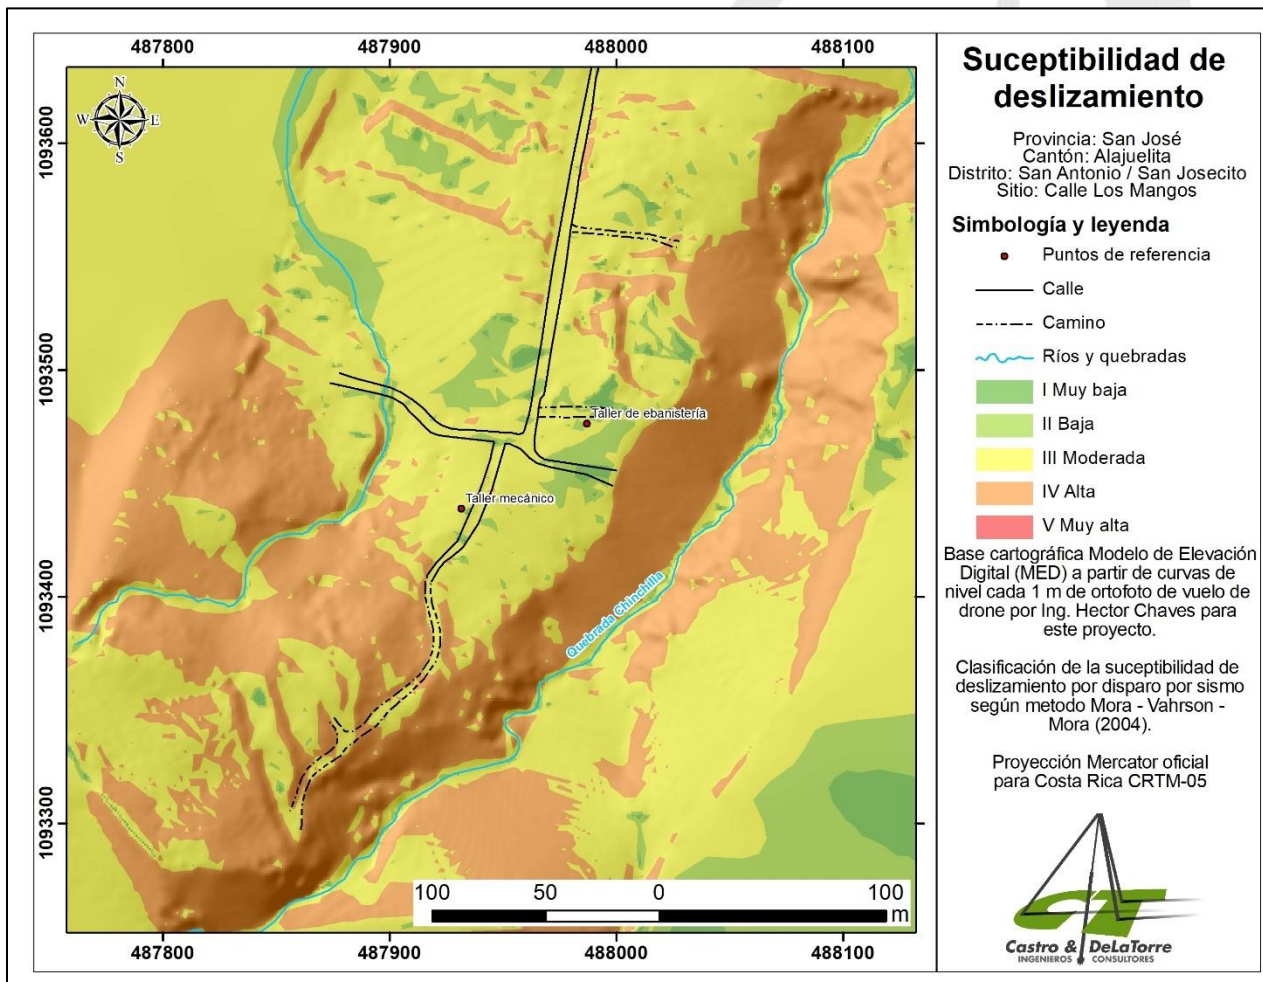 487800 487900 488000 488100
N
W E
S
1093600
1093500
1093400
1093300
Taller de ebanistería
Taller mecánico
Quebrada Chinchilla
100 50 0 100
m
487800 487900 488000 488100
Suceptibilidad de
deslizamiento
Provincia: San José
Cantón: Alajuelita
Distrito: San Antonio / San Josecito
Sitio: Calle Los Mangos
Simbología y leyenda
Puntos de referencia
Calle
Camino
Ríos y quebradas
I Muy baja
II Baja
III Moderada
IV Alta
V Muy alta
Base cartográfica Modelo de Elevación
Digital (MED) a partir de curvas de
nivel cada 1 m de ortofoto de vuelo de
drone por Ing. Hector Chaves para
este proyecto.
Clasificación de la suceptibilidad de
deslizamiento por disparo por sismo
según metodo Mora - Vahrson -
Mora (2004).
Proyección Mercator oficial
para Costa Rica CRTM-05
CT
Castro & DeLaTorre
INGENIEROS CONSULTORES